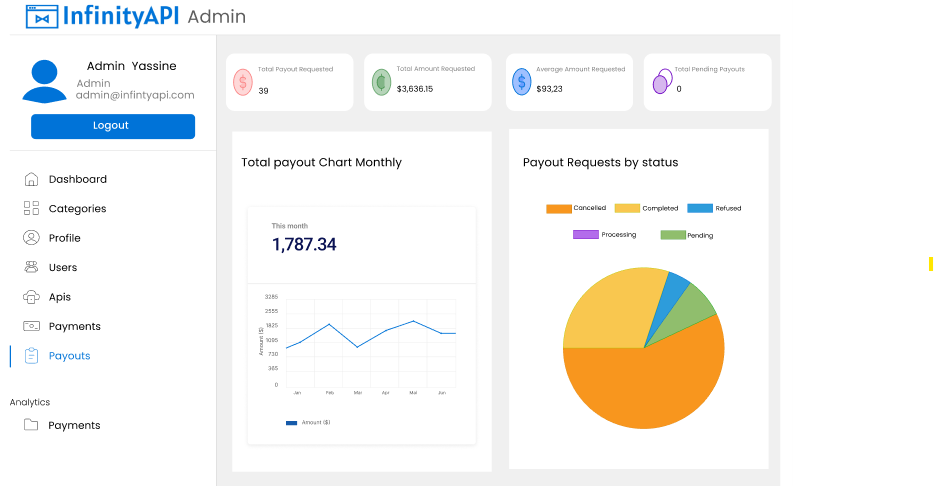 InfinityAPI Admin
Admin Yassine
Admin
admin@infintyapi.com
Logout
Dashboard
Categories
Profile
Users
Apis
Payments
Payouts
Analytics
Payments
Total Payout Requested
39
Total Amount Requested
$3,636.15
Average Amount Requested
$93,23
Total Pending Payouts
0
Total payout Chart Monthly
This month
1,787.34
Amount ($)
3285
2555
1825
1095
730
365
0
Jan Feb Mar Apr Mai Jun
Amount ($)
Payout Requests by status
Cancelled Completed Refused
Processing Pending